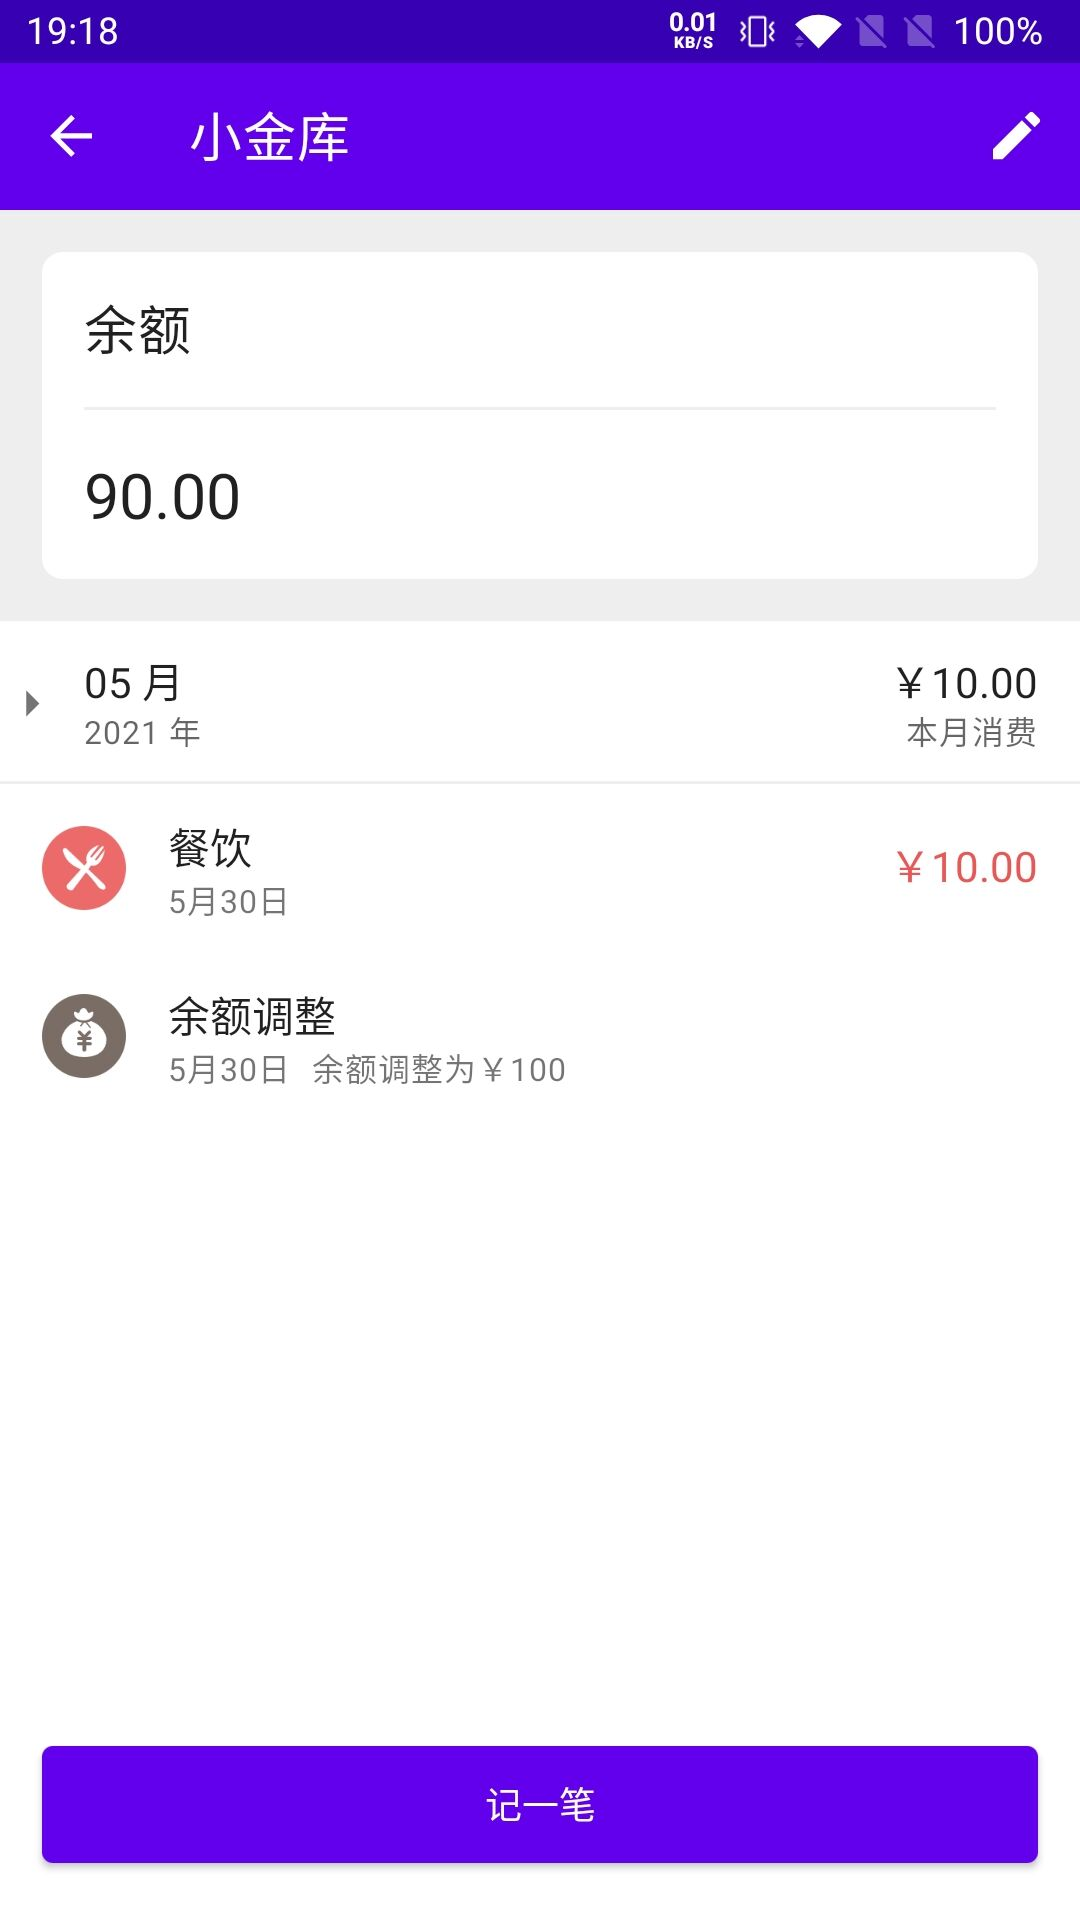 19:18 0.01 KB/S 100%
小金库
余额
90.00
05 月 ￥10.00
2021 年 本月消费
餐饮 ￥10.00
5月30日
余额调整
5月30日 余额调整为￥100
记一笔